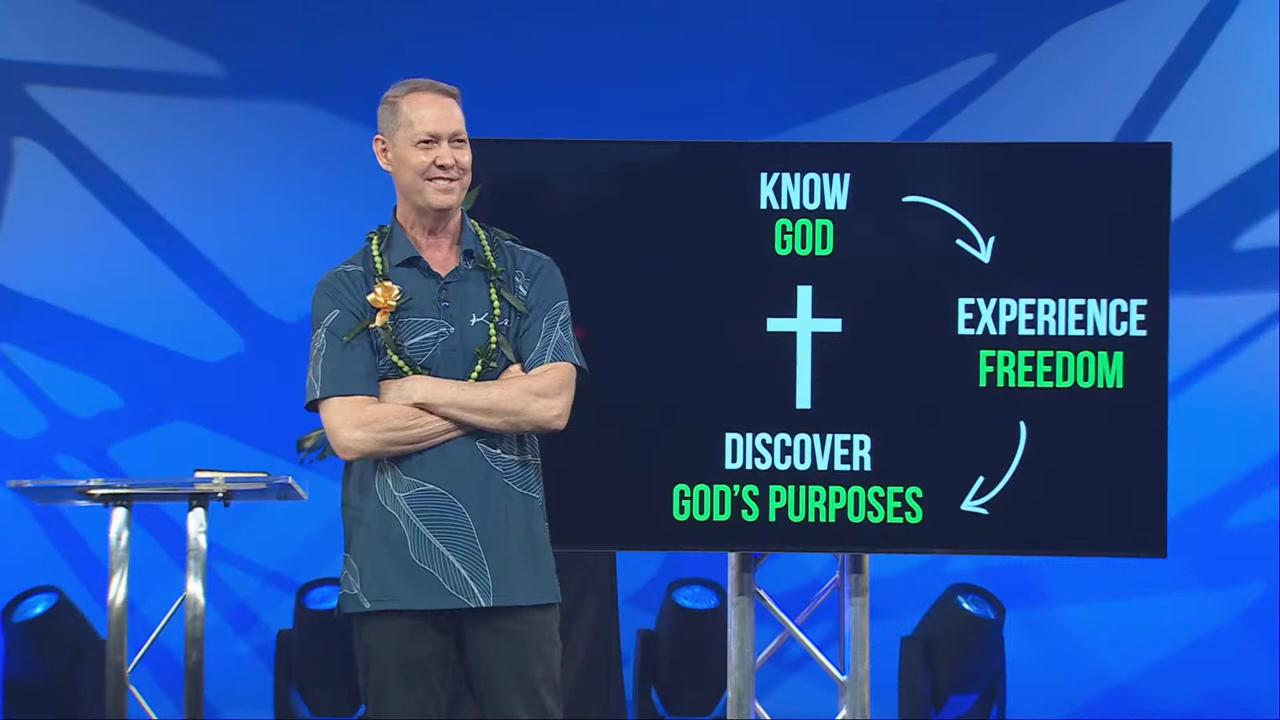 KNOW
GOD
EXPERIENCE
FREEDOM
DISCOVER
GOD'S PURPOSES